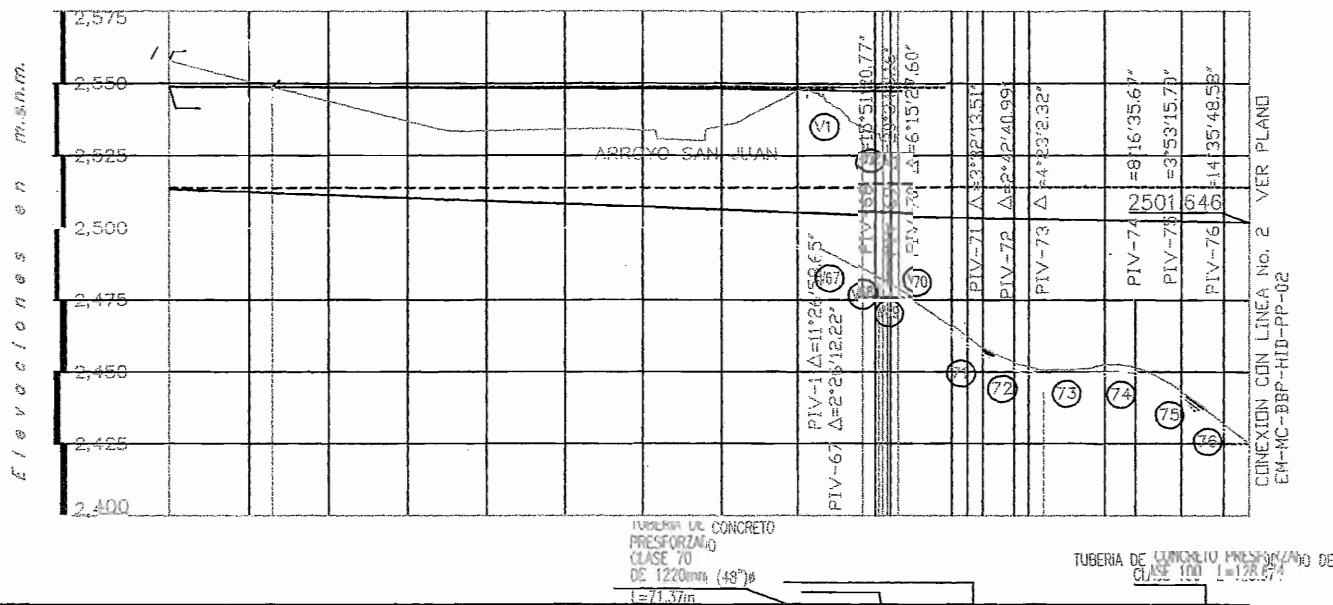 Elevaciones en m.s.n.m.
2,575
2,550
2,525
2,500
2,475
2,450
2,425
2,400
ARROYO SAN JUAN
V1
V67
70
72
73
74
75
76
PIV-1 Δ=11°26'
PIV-67 Δ=2°26'12.22"
Δ=6°15'27.60"
PIV-71 Δ=3°32'13.51"
PIV-72 Δ=2°42'40.99"
PIV-73 Δ=4°23'2.32"
PIV-74 =8°16'35.67"
PIV-75 =3°53'15.70"
PIV-76 =14°35'48.58"
2501.646
CONEXION CON LINEA No. 2 VER PLANO
EM-MC-BBP-HID-PP-02
TUBERIA DE CONCRETO
PRESFORZADO
CLASE 70
DE 1220mm (48")ø
L=71.37m
TUBERIA DE CONCRETO PRESFORZADO DE
CLASE 100